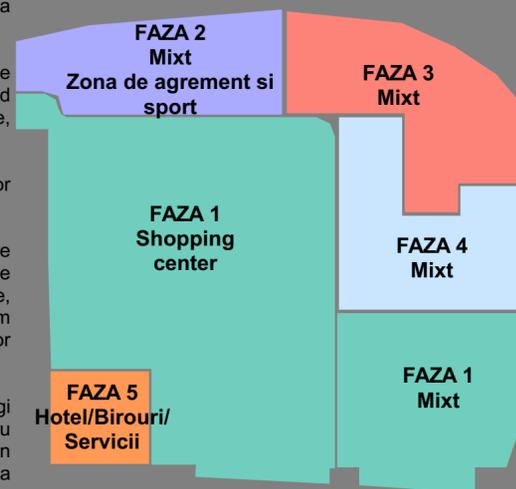 FAZA 2
Mixt
Zona de agrement si
sport
FAZA 3
Mixt
FAZA 1
Shopping
center
FAZA 4
Mixt
FAZA 1
Mixt
FAZA 5
Hotel/Birouri/
Servicii